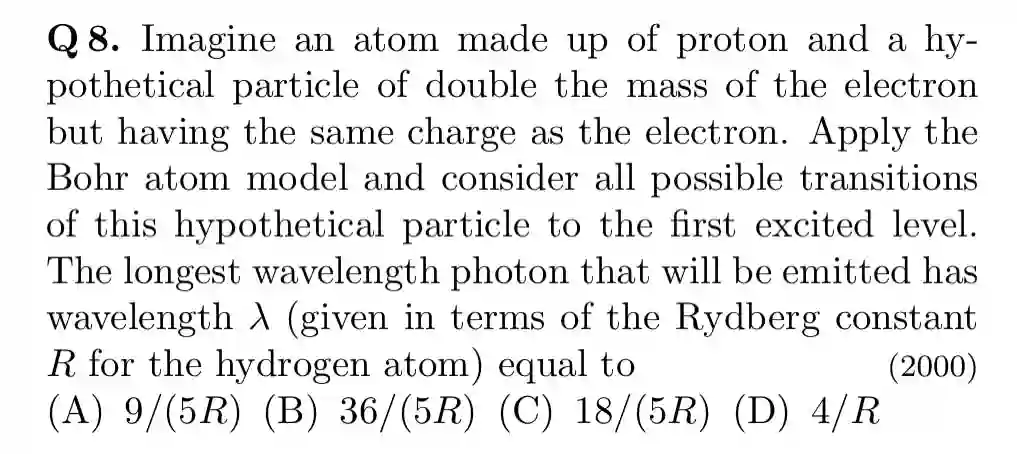 Q 8. Imagine an atom made up of proton and a hy-
pothetical particle of double the mass of the electron
but having the same charge as the electron. Apply the
Bohr atom model and consider all possible transitions
of this hypothetical particle to the first excited level.
The longest wavelength photon that will be emitted has
wavelength λ (given in terms of the Rydberg constant
R for the hydrogen atom) equal to (2000)
(A) 9/(5R) (B) 36/(5R) (C) 18/(5R) (D) 4/R